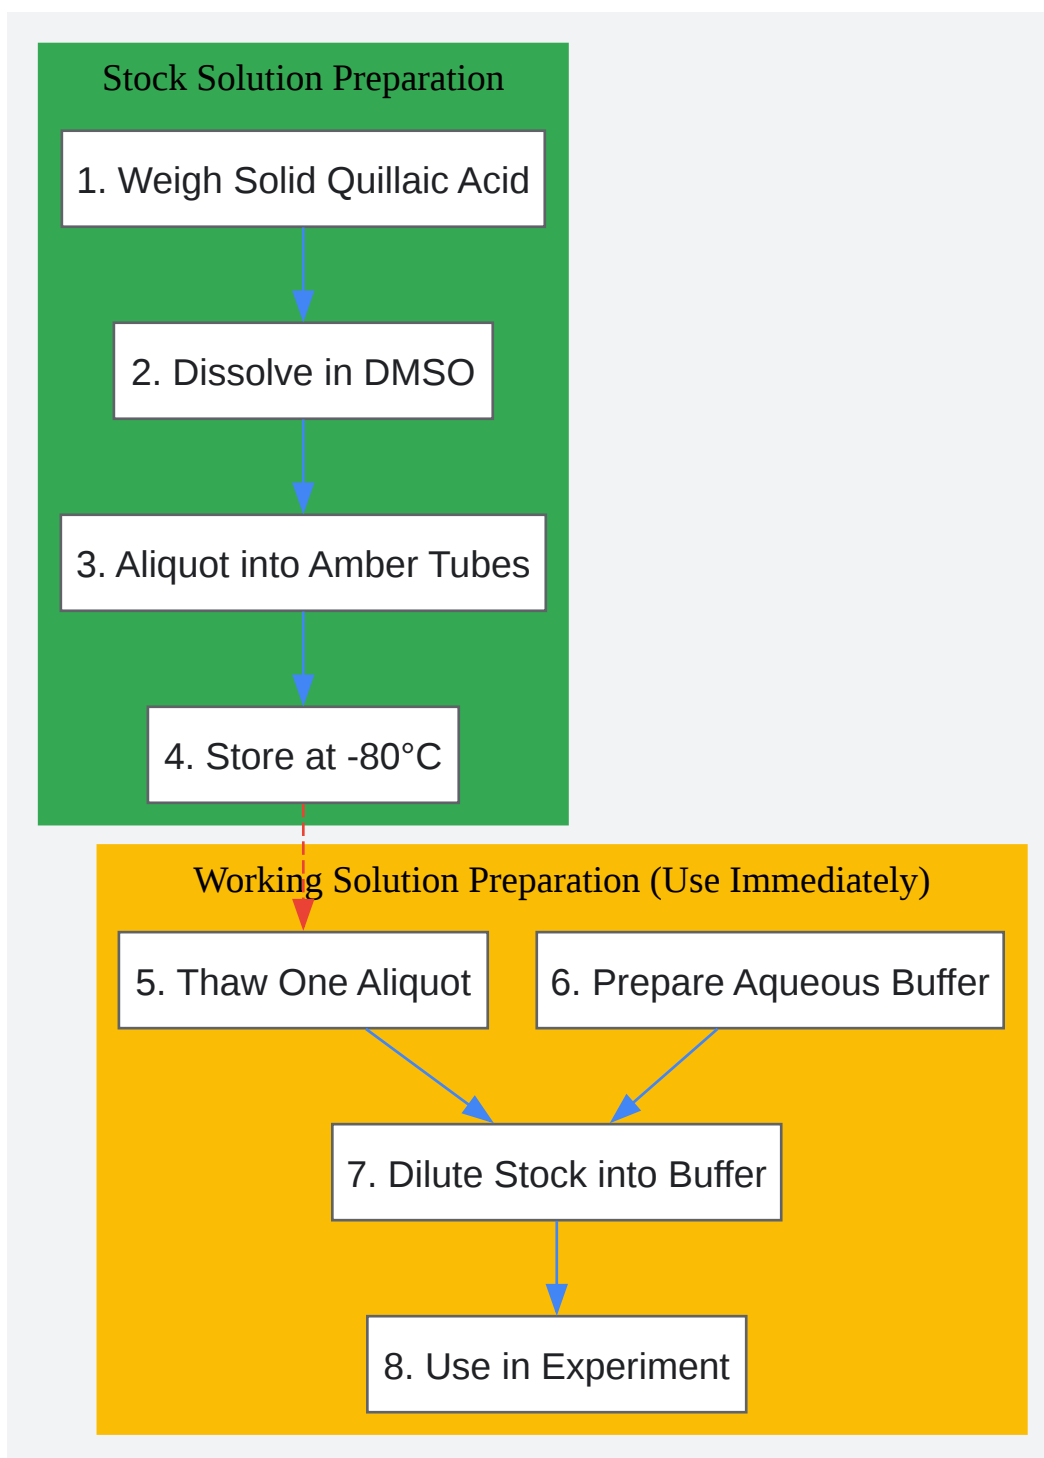 Stock Solution Preparation
1. Weigh Solid Quillaic Acid
2. Dissolve in DMSO
3. Aliquot into Amber Tubes
4. Store at -80°C
Working Solution Preparation (Use Immediately)
5. Thaw One Aliquot
6. Prepare Aqueous Buffer
7. Dilute Stock into Buffer
8. Use in Experiment